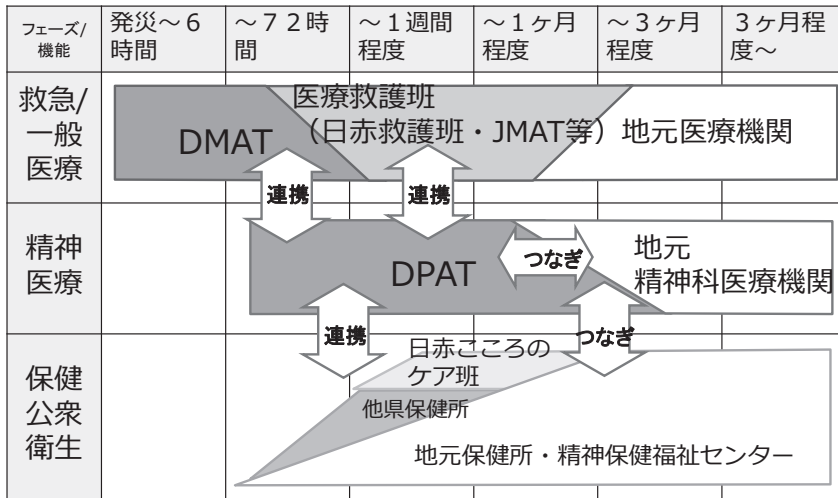 フェーズ/
機能
発災～６
時間
～７２時
間
～１週間
程度
～１ヶ月
程度
～３ヶ月
程度
３ヶ月程
度～
救急/
一般
医療
DMAT
医療救護班
（日赤救護班・JMAT等）
地元医療機関
連携
連携
精神
医療
DPAT
つなぎ
地元
精神科医療機関
連携
つなぎ
保健
公衆
衛生
日赤こころの
ケア班
他県保健所
地元保健所・精神保健福祉センター